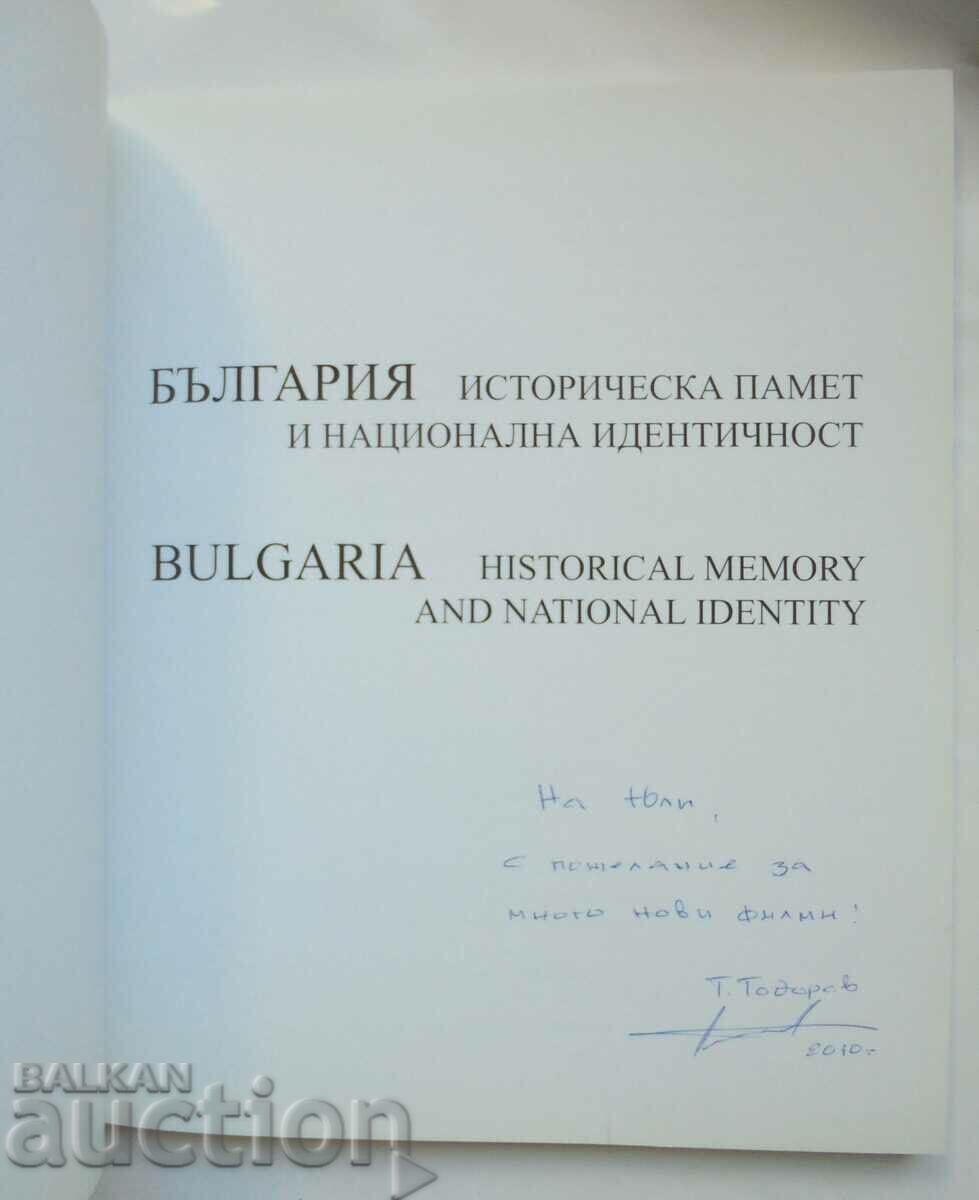 БЪЛГАРИЯ ИСТОРИЧЕСКА ПАМЕТ
И НАЦИОНАЛНА ИДЕНТИЧНОСТ
BULGARIA HISTORICAL MEMORY
AND NATIONAL IDENTITY
На Юли,
с пожелание за
много нови филми!
Т. Тодоров
2010 г.
BALKAN
auction